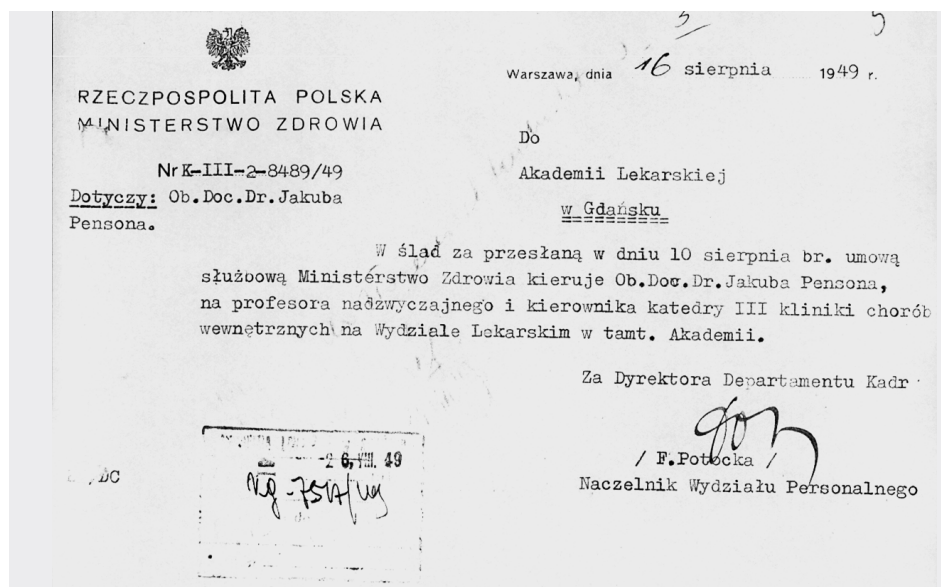 Warszawa, dnia 16 sierpnia 1949 r.
RZECZPOSPOLITA POLSKA
MINISTERSTWO ZDROWIA
Nr K-III-2-8489/49
Dotyczy: Ob.Doc.Dr.Jakuba
Pensona.
Do
Akademii Lekarskiej
w Gdańsku
W ślad za przesłaną w dniu 10 sierpnia br. umową
służbową Ministerstwo Zdrowia kieruje Ob.Doc.Dr.Jakuba Pensona,
na profesora nadzwyczajnego i kierownika katedry III kliniki chorób
wewnętrznych na Wydziale Lekarskim w tamt. Akademii.
Za Dyrektora Departamentu Kadr
/ F.Potocka /
Naczelnik Wydziału Personalnego
26.VIII.49